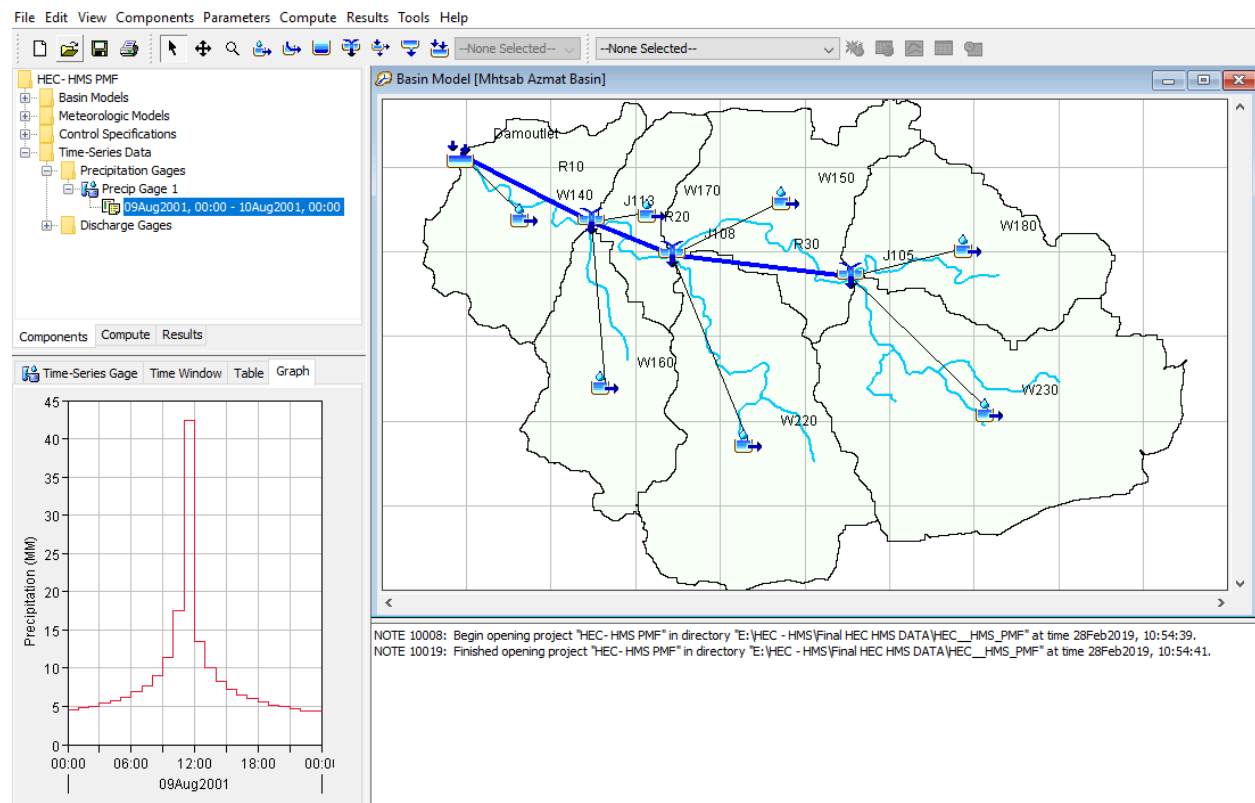 File Edit View Components Parameters Compute Results Tools Help
--None Selected-- --None Selected--
HEC- HMS PMF
Basin Models
Meteorologic Models
Control Specifications
Time-Series Data
Precipitation Gages
Precip Gage 1
09Aug2001, 00:00 - 10Aug2001, 00:00
Discharge Gages
Components Compute Results
Time-Series Gage Time Window Table Graph
Precipitation (MM)
45
40
35
30
25
20
15
10
5
0
00:00 06:00 12:00 18:00 00:0
09Aug2001
Basin Model [Mhtsab Azmat Basin]
Damoutlet
R10
W140
J113
W170
R20
J108
W150
R30
J105
W180
W160
W220
W230
NOTE 10008: Begin opening project "HEC- HMS PMF" in directory "E:\HEC - HMS\Final HEC HMS DATA\HEC__HMS_PMF" at time 28Feb2019, 10:54:39.
NOTE 10019: Finished opening project "HEC- HMS PMF" in directory "E:\HEC - HMS\Final HEC HMS DATA\HEC__HMS_PMF" at time 28Feb2019, 10:54:41.